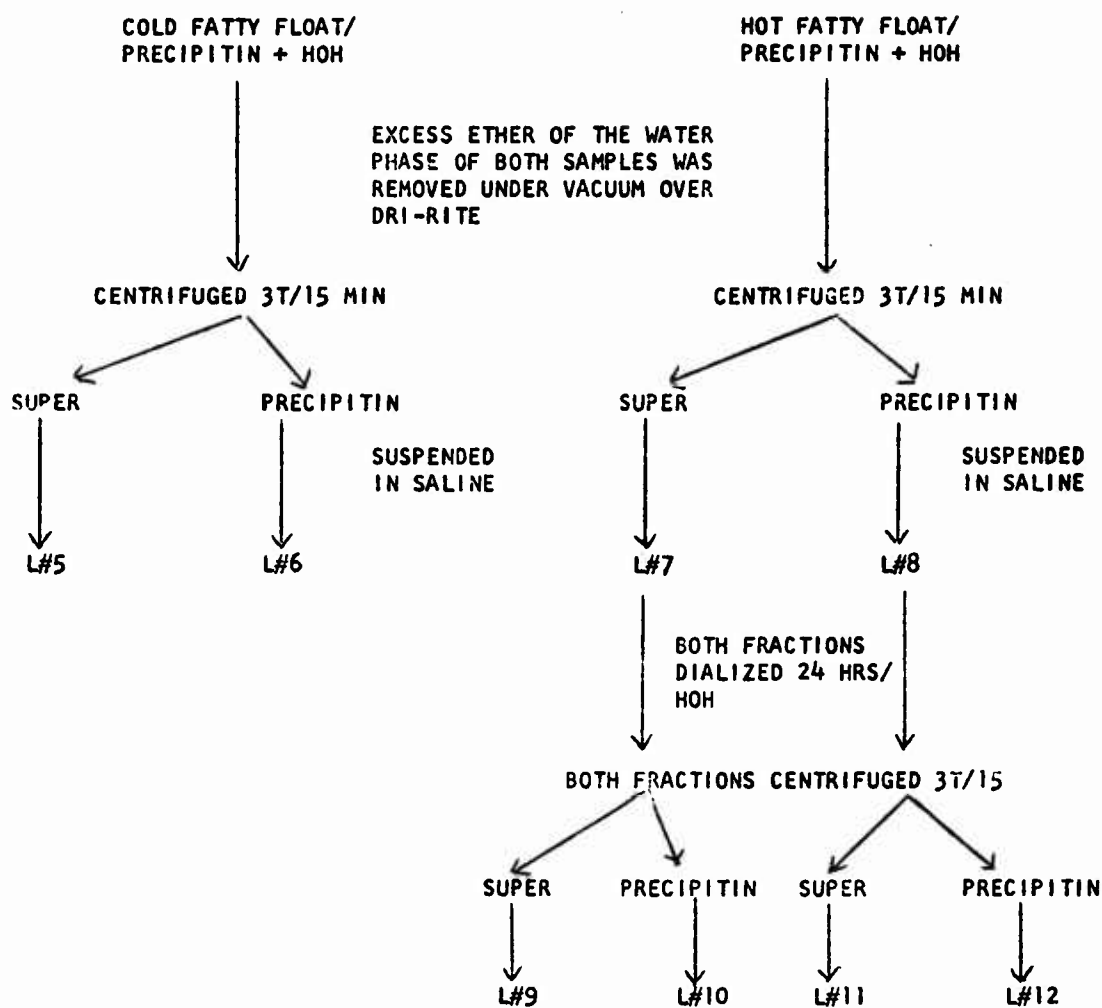 COLD FATTY FLOAT/
PRECIPITIN + HOH
HOT FATTY FLOAT/
PRECIPITIN + HOH
EXCESS ETHER OF THE WATER
PHASE OF BOTH SAMPLES WAS
REMOVED UNDER VACUUM OVER
DRI-RITE
CENTRIFUGED 3T/15 MIN
CENTRIFUGED 3T/15 MIN
SUPER
PRECIPITIN
SUPER
PRECIPITIN
SUSPENDED
IN SALINE
SUSPENDED
IN SALINE
L#5
L#6
L#7
L#8
BOTH FRACTIONS
DIALIZED 24 HRS/
HOH
BOTH FRACTIONS CENTRIFUGED 3T/15
SUPER
PRECIPITIN
SUPER
PRECIPITIN
L#9
L#10
L#11
L#12